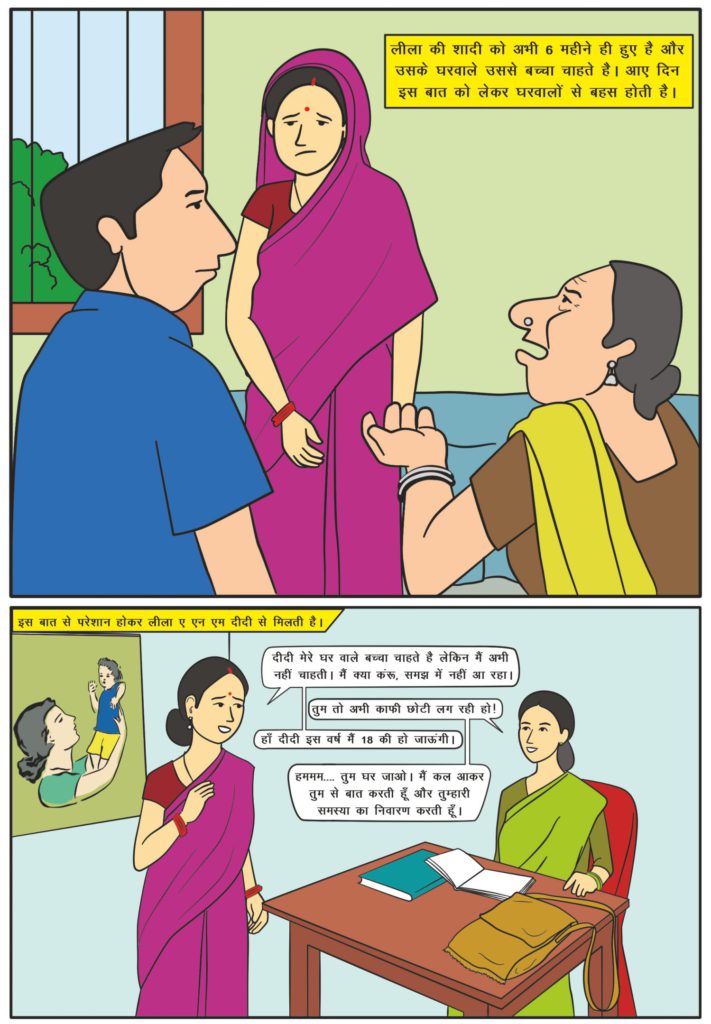 लीला की शादी को अभी 6 महीने ही हुए है और
उसके घरवाले उससे बच्चा चाहते है। आए दिन
इस बात को लेकर घरवालों से बहस होती है।
इस बात से परेशान होकर लीला ए एन एम दीदी से मिलती है।
दीदी मेरे घर वाले बच्चा चाहते है लेकिन मैं अभी
नहीं चाहती। मैं क्या करूं, समझ में नहीं आ रहा।
तुम तो अभी काफी छोटी लग रही हो!
हाँ दीदी इस वर्ष मैं 18 की हो जाऊंगी।
हममम.... तुम घर जाओ। मैं कल आकर
तुम से बात करती हूँ और तुम्हारी
समस्या का निवारण करती हूँ।